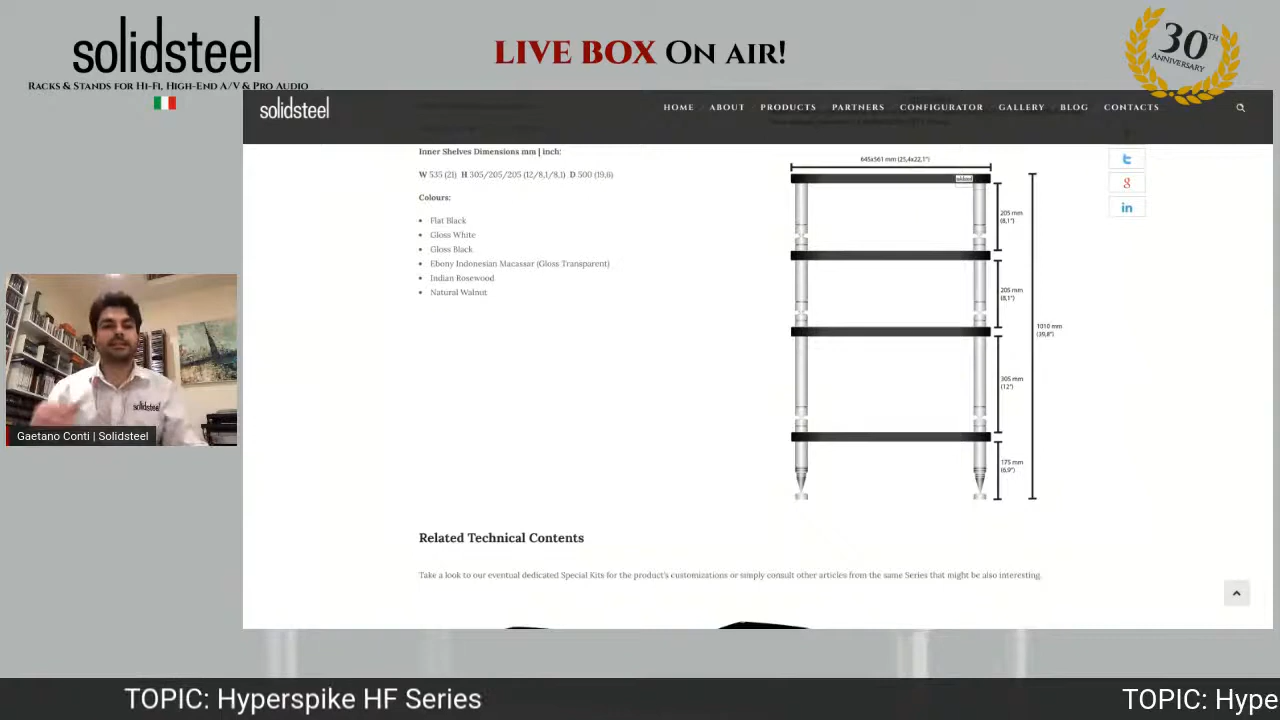 solidsteel
Racks & Stands for Hi-Fi, High-End A/V & Pro Audio
LIVE BOX On air!
30TH
ANNIVERSARY
solidsteel
HOME ABOUT PRODUCTS PARTNERS CONFIGURATOR GALLERY BLOG CONTACTS
Inner Shelves Dimensions mm | inch:
W 535 (21) H 305/205/205 (12/8,1/8,1) D 500 (19,6)
Colours:
Flat Black
Gloss White
Gloss Black
Ebony Indonesian Macassar (Gloss Transparent)
Indian Rosewood
Natural Walnut
645x561 mm (25,4x22,1")
205 mm
(8,1")
205 mm
(8,1")
1010 mm
(39,8")
305 mm
(12")
175 mm
(6,9")
solidsteel
Gaetano Conti | Solidsteel
Related Technical Contents
Take a look to our eventual dedicated Special Kits for the product's customizations or simply consult other articles from the same Series that might be also interesting.
TOPIC: Hyperspike HF Series
TOPIC: Hype